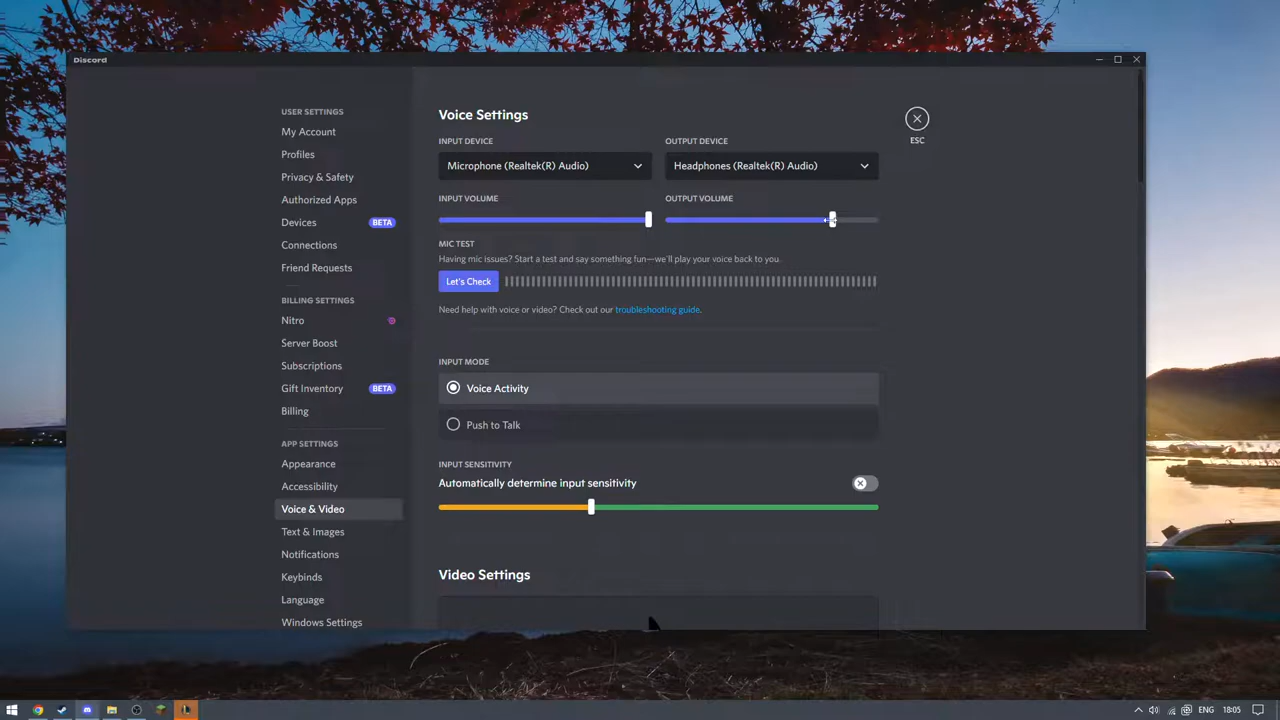 Discord
USER SETTINGS
My Account
Profiles
Privacy & Safety
Authorized Apps
Devices BETA
Connections
Friend Requests
BILLING SETTINGS
Nitro
Server Boost
Subscriptions
Gift Inventory BETA
Billing
APP SETTINGS
Appearance
Accessibility
Voice & Video
Text & Images
Notifications
Keybinds
Language
Windows Settings
Voice Settings
INPUT DEVICE
Microphone (Realtek(R) Audio)
OUTPUT DEVICE
Headphones (Realtek(R) Audio)
INPUT VOLUME
OUTPUT VOLUME
MIC TEST
Having mic issues? Start a test and say something fun—we'll play your voice back to you.
Let's Check
Need help with voice or video? Check out our troubleshooting guide.
INPUT MODE
Voice Activity
Push to Talk
INPUT SENSITIVITY
Automatically determine input sensitivity
Video Settings
ESC
ENG 18:05